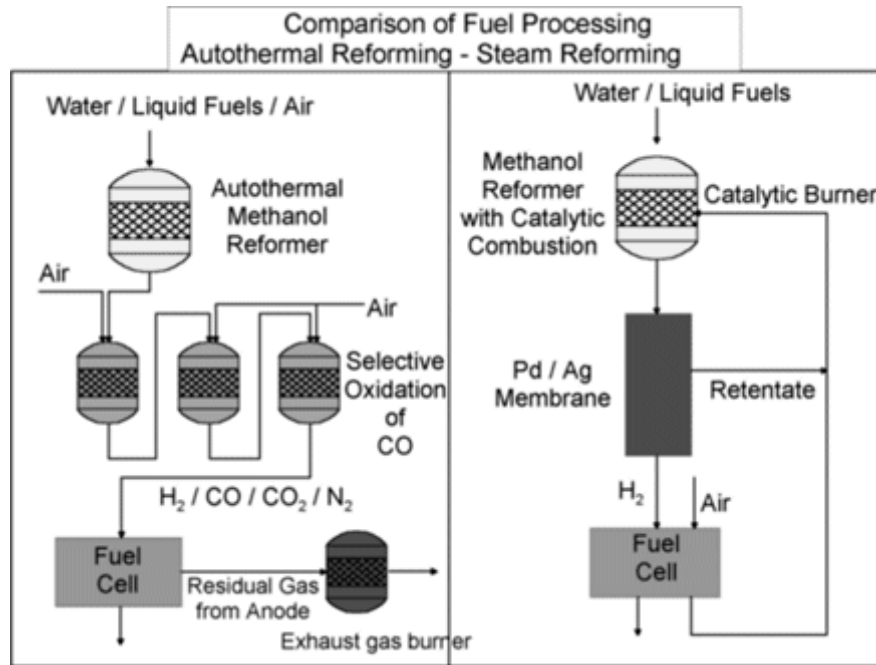 Comparison of Fuel Processing
Autothermal Reforming - Steam Reforming
Water / Liquid Fuels / Air
Autothermal
Methanol
Reformer
Air
Air
Selective
Oxidation
of
CO
H₂ / CO / CO₂ / N₂
Fuel
Cell
Residual Gas
from Anode
Exhaust gas burner
Water / Liquid Fuels
Methanol
Reformer
with Catalytic
Combustion
Catalytic Burner
Pd / Ag
Membrane
Retentate
H₂
Air
Fuel
Cell